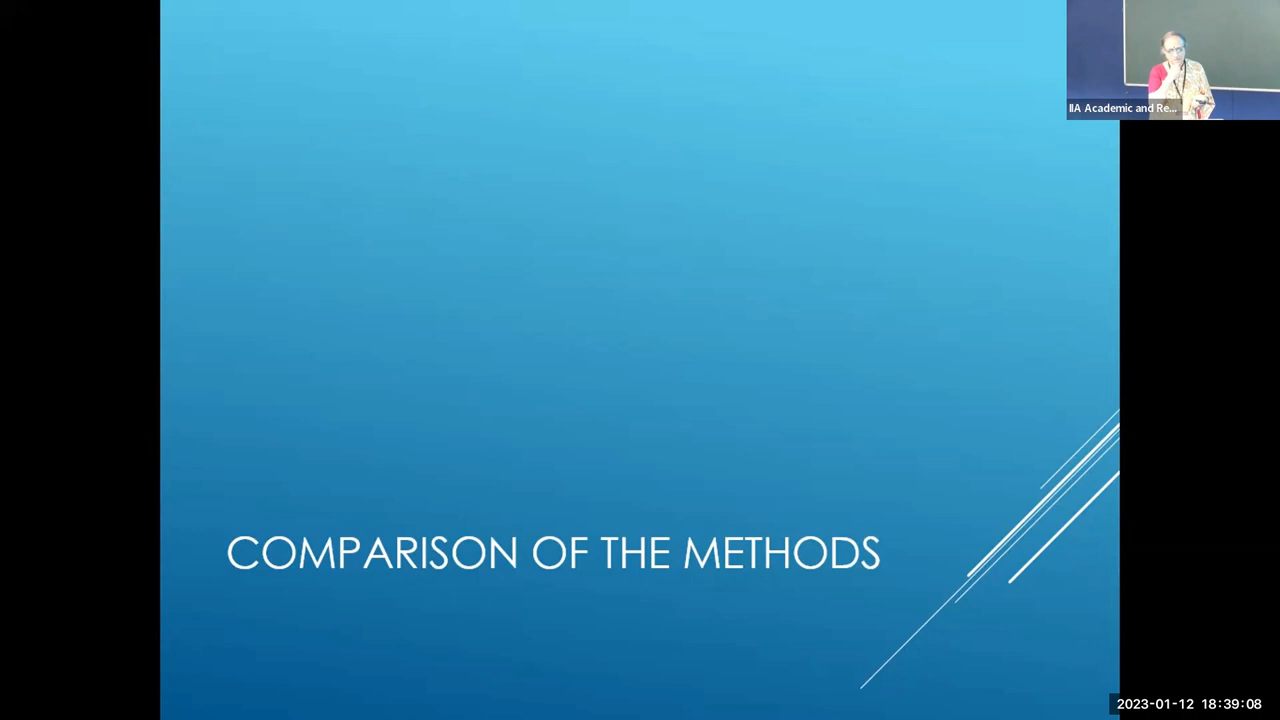 IIA Academic and Re...
COMPARISON OF THE METHODS
2023-01-12 18:39:08